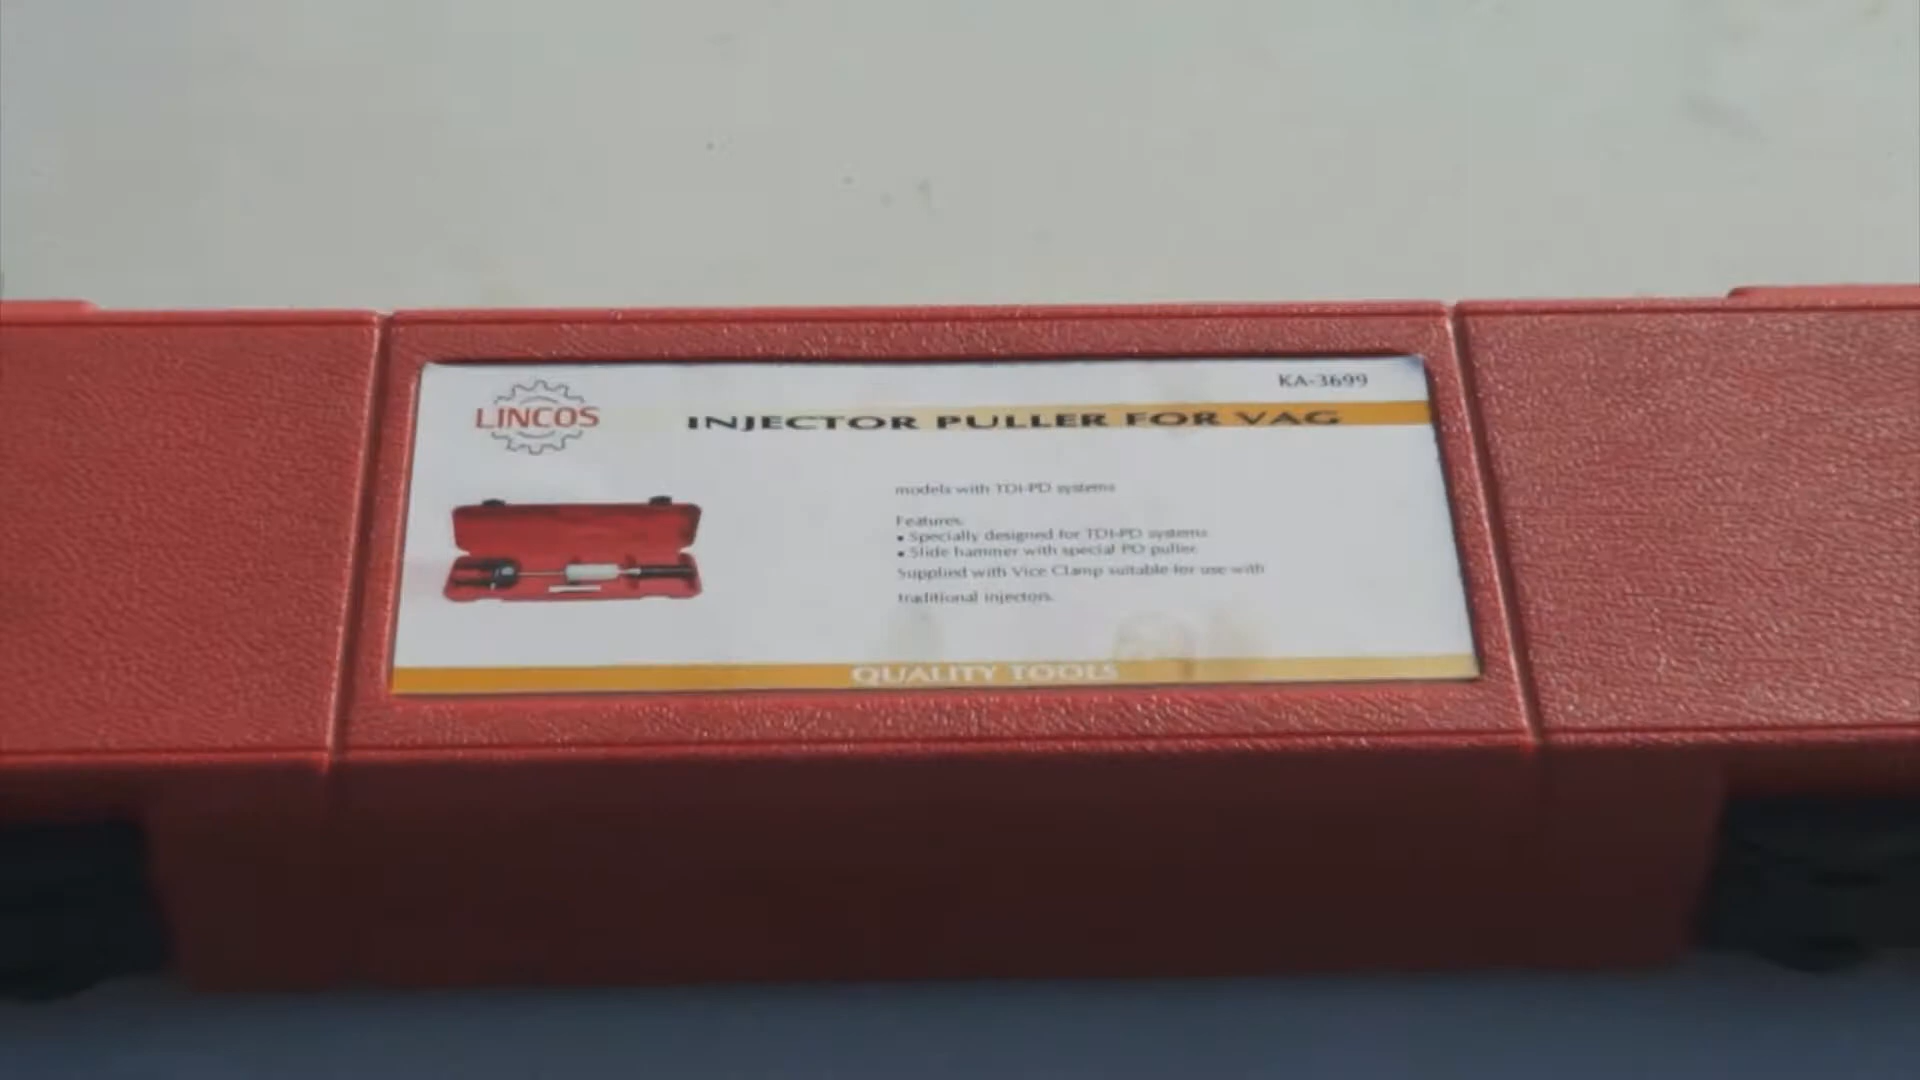 KA-3699
LINCOS
INJECTOR PULLER FOR VAG
models with TDI-PD systems
Features:
• Specially designed for TDI-PD systems
• Slide hammer with special PD puller
Supplied with Vice Clamp suitable for use with
traditional injectors.
QUALITY TOOLS